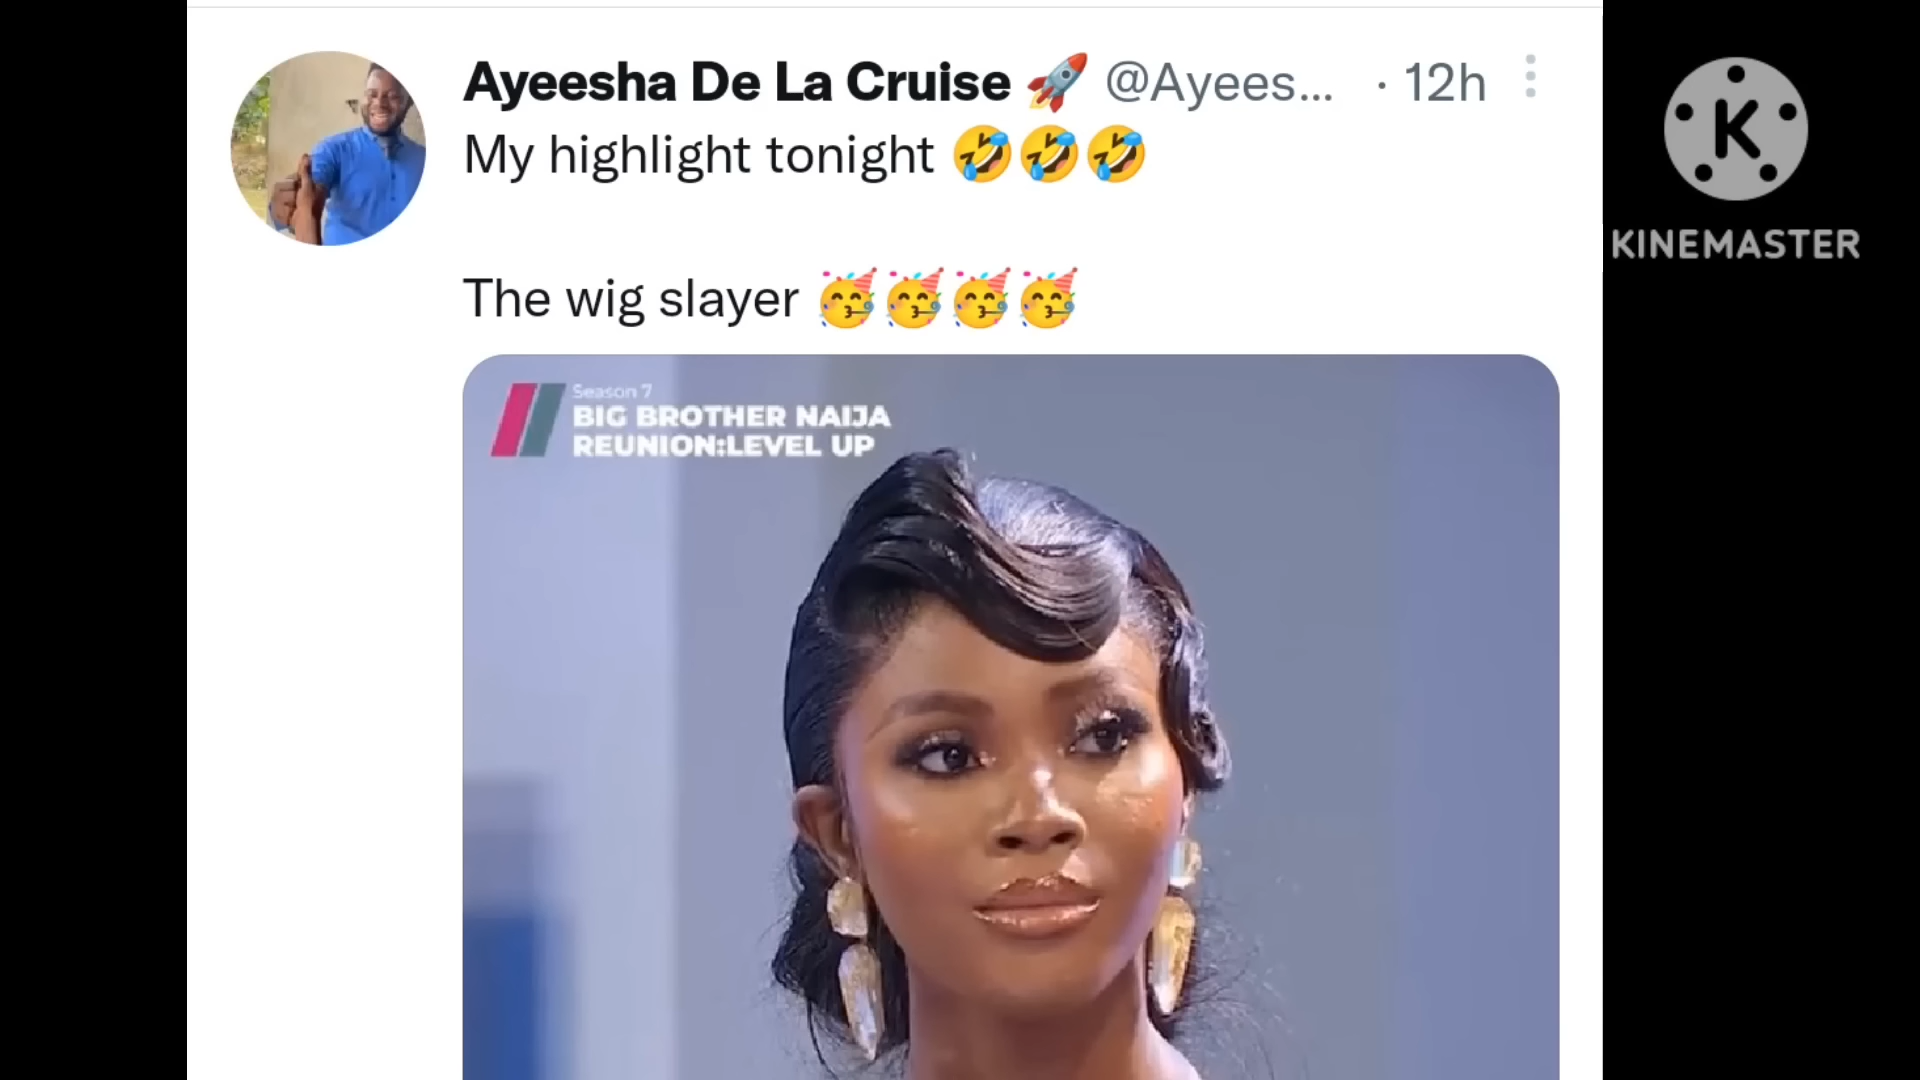 Ayeesha De La Cruise 🚀 @Ayees... · 12h
My highlight tonight 🤣🤣🤣
The wig slayer 🥳🥳🥳🥳
Season 7
BIG BROTHER NAIJA
REUNION:LEVEL UP
K
KINEMASTER